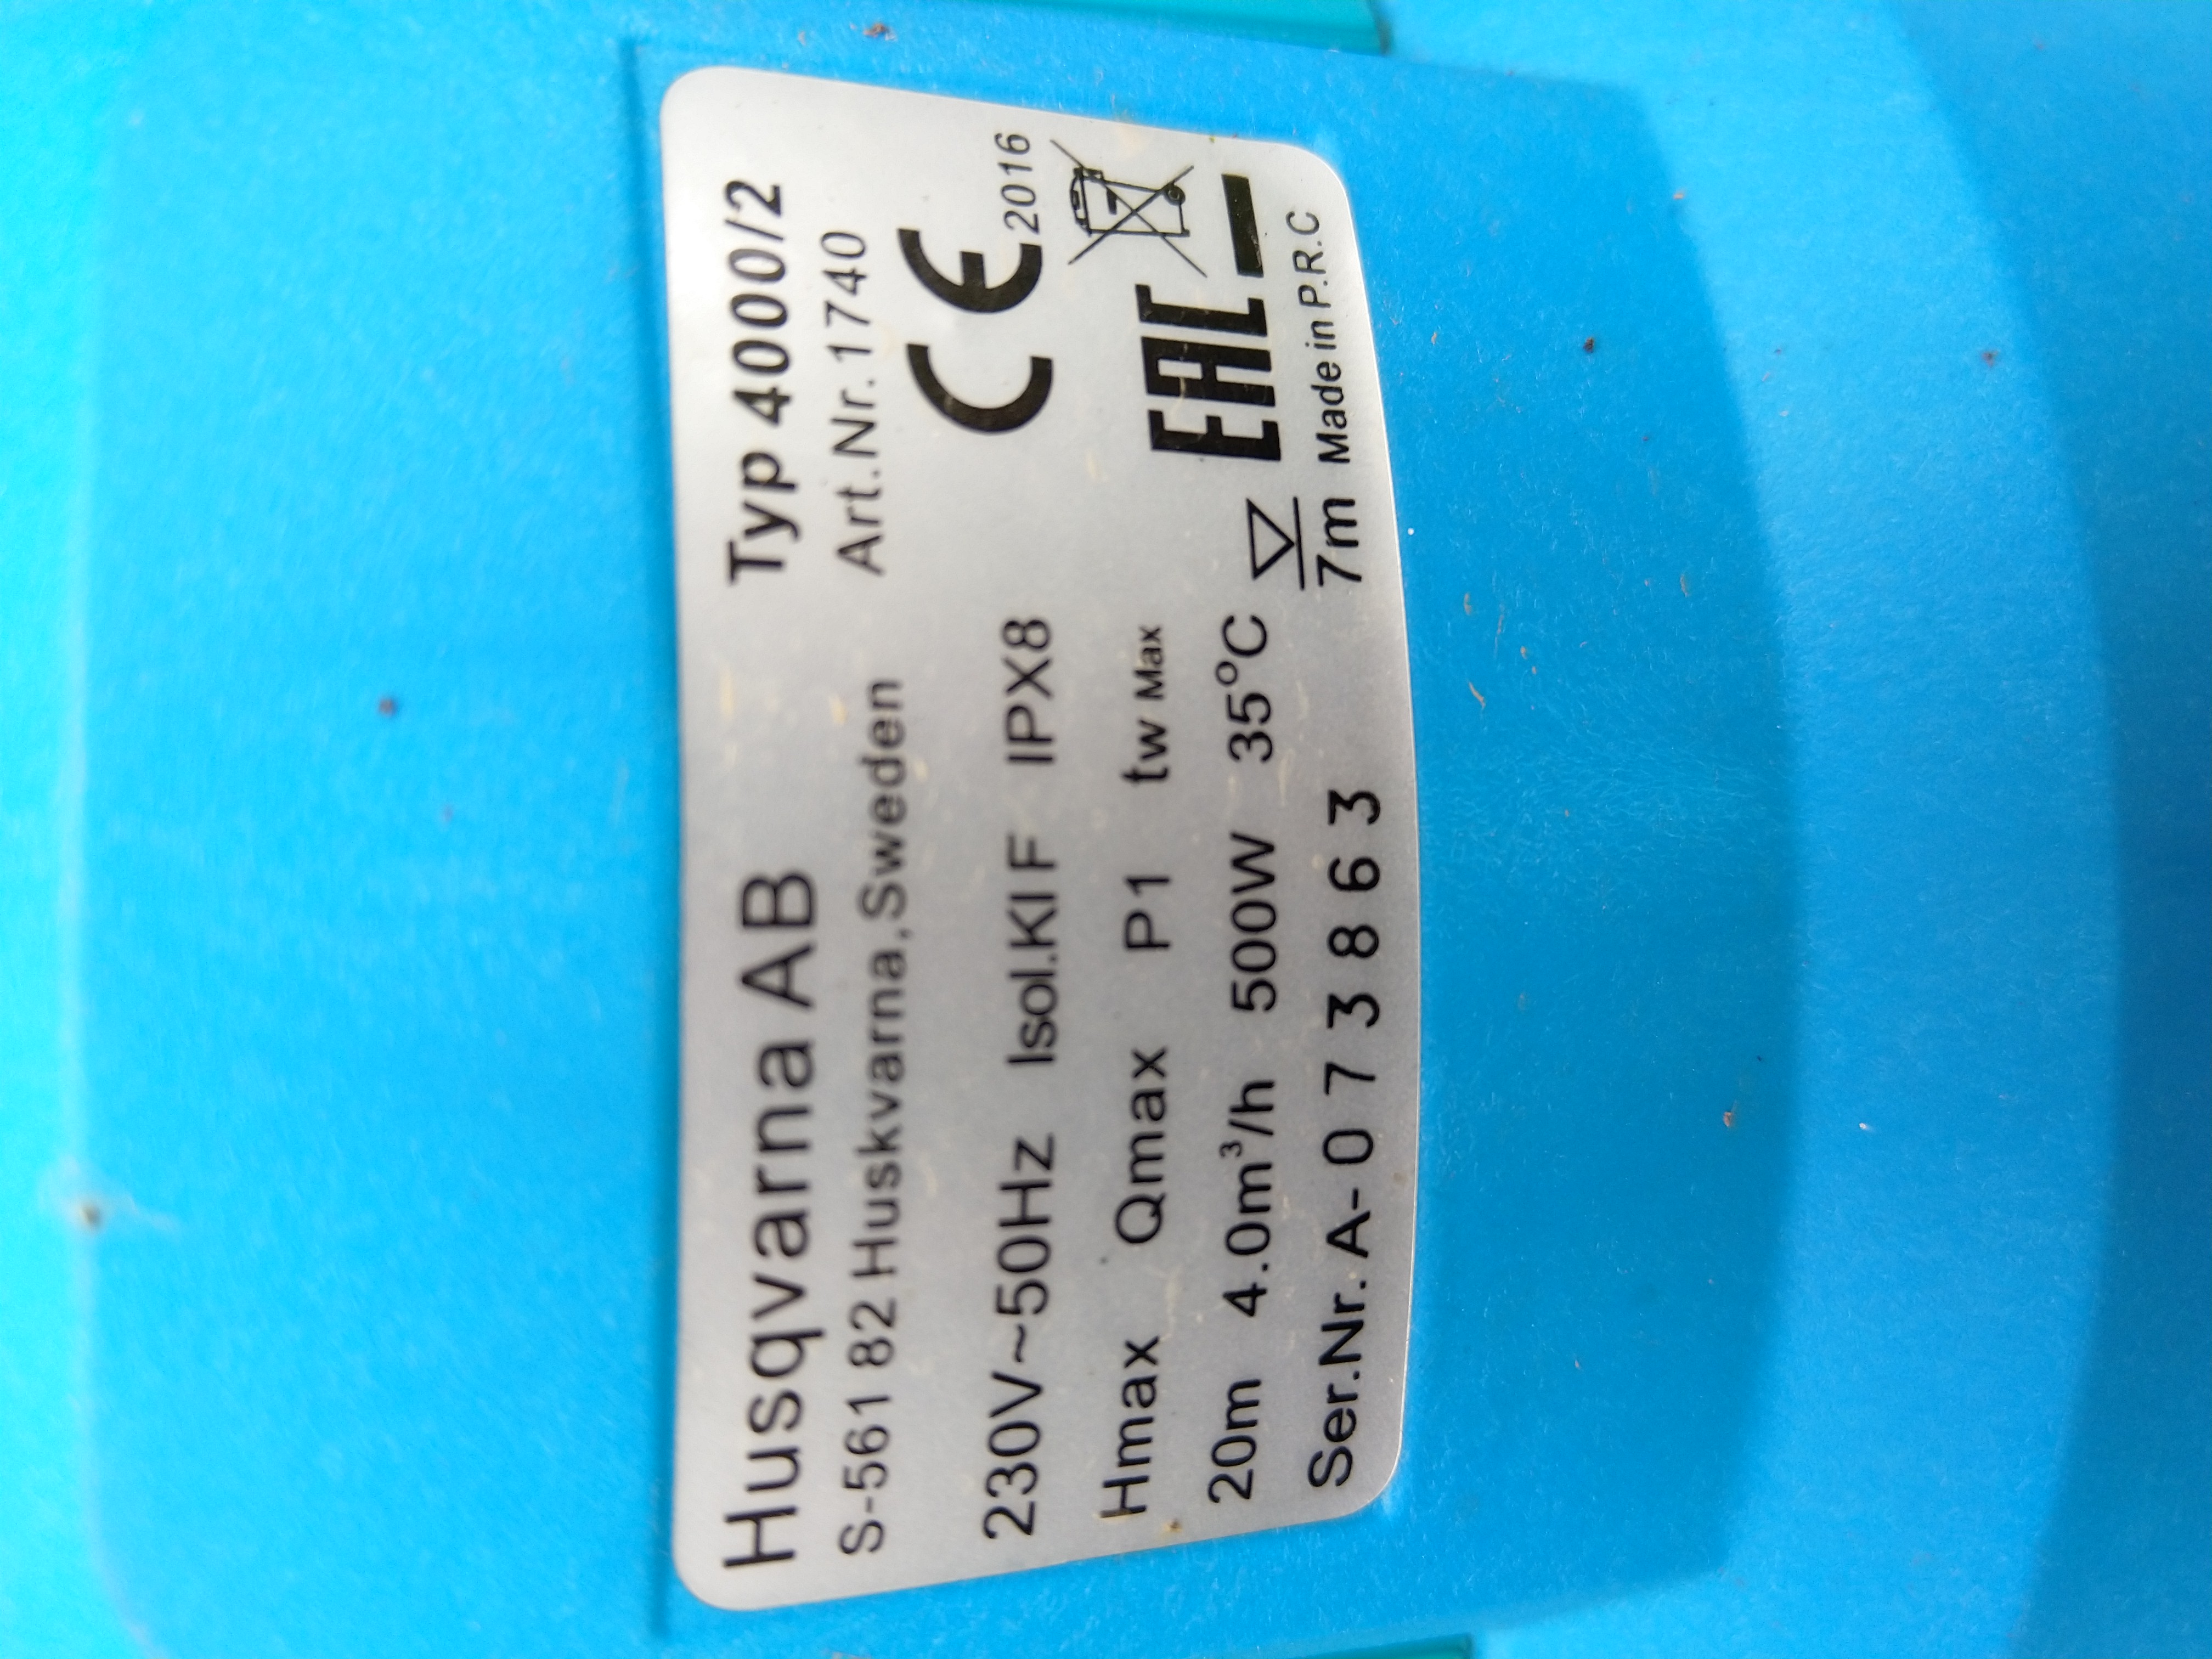 Husqvarna AB
S-561 82 Huskvarna,Sweden
Typ 4000/2
Art.Nr.1740
230V~50Hz Isol.Kl F IPX8
CE 2016
Hmax Qmax P1 tw Max
20m 4.0m³/h 500W 35°C
7m
EAC
Ser.Nr. A- 0 7 3 8 6 3
Made in P.R.C